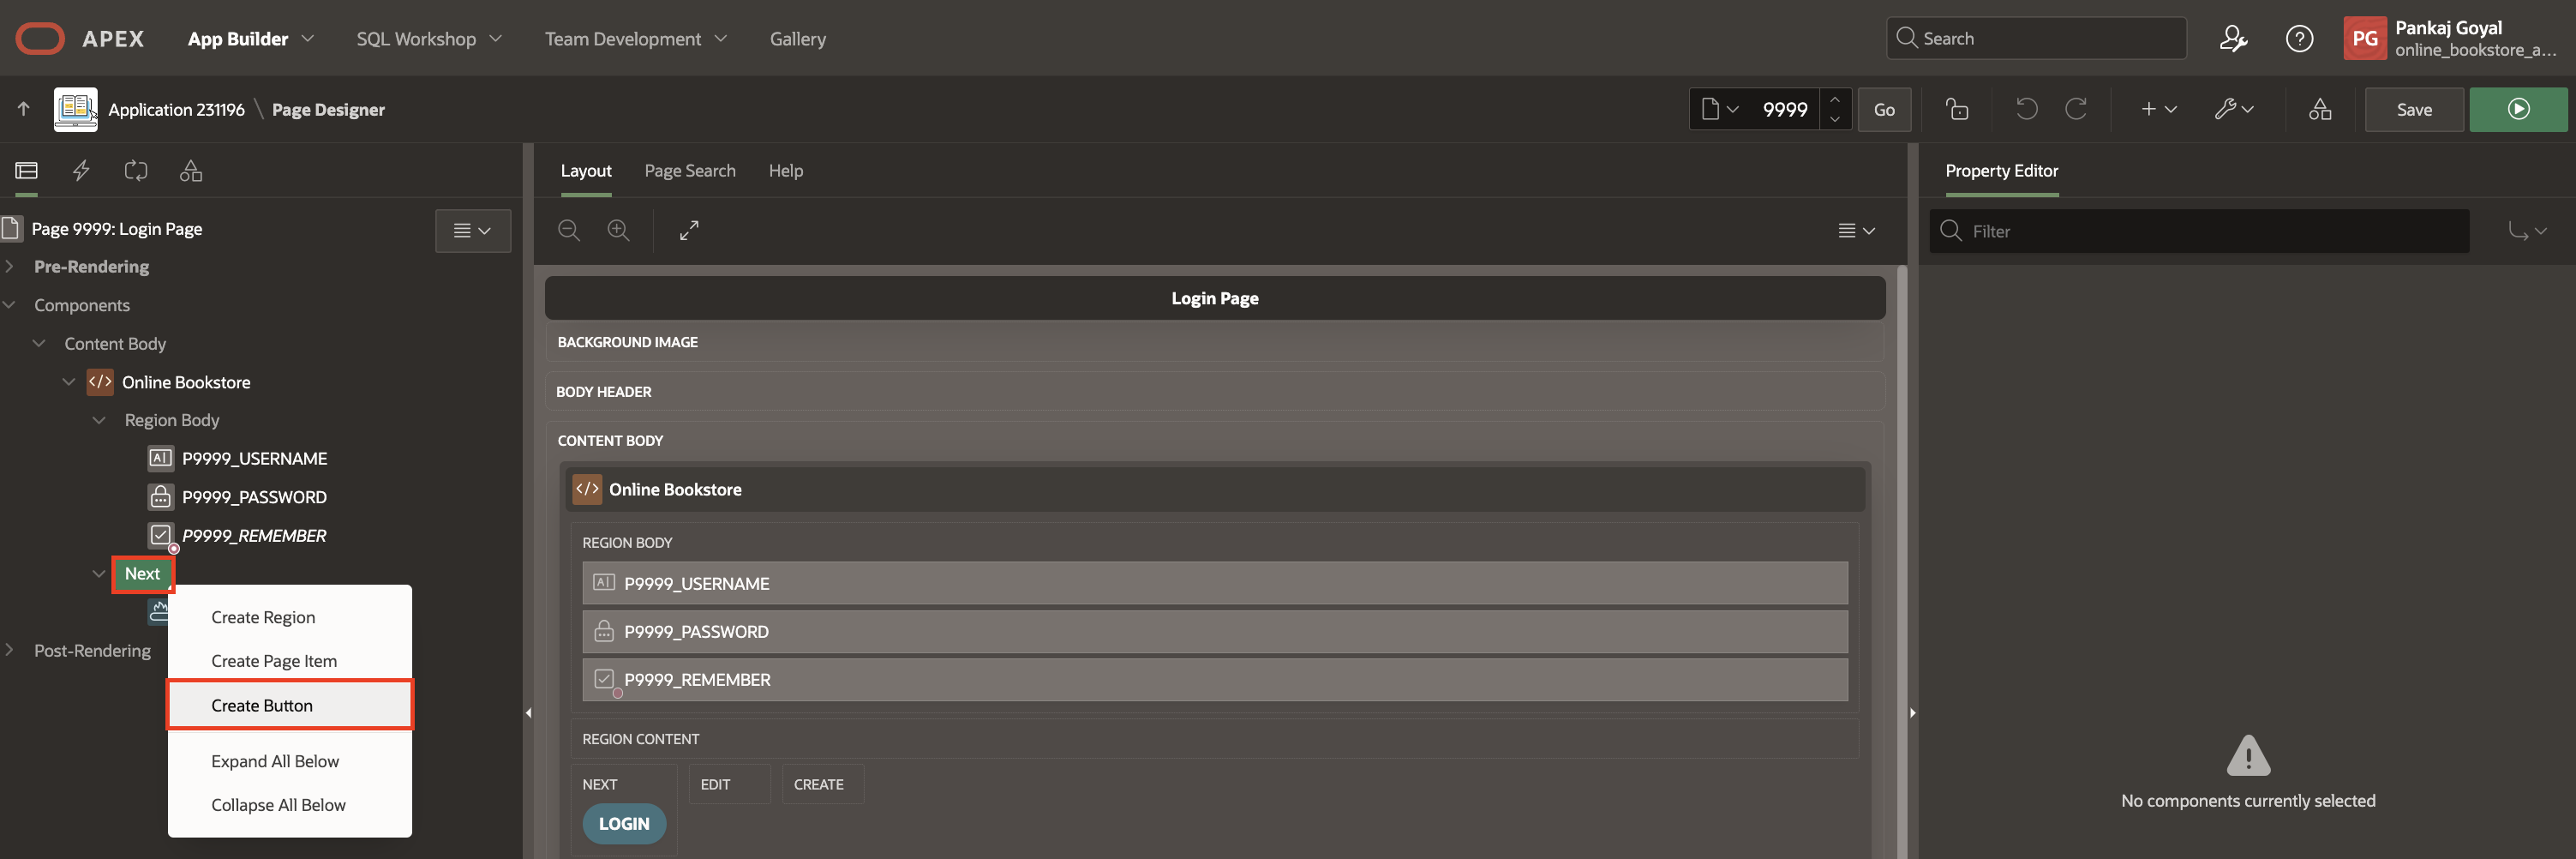 APEX App Builder SQL Workshop Team Development Gallery Search Pankaj Goyal
PG online_bookstore_a...
Application 231196 \ Page Designer 9999 Go Save
Layout Page Search Help Property Editor
Page 9999: Login Page
Filter
Pre-Rendering
Components
Content Body
Online Bookstore
Region Body
P9999_USERNAME
P9999_PASSWORD
P9999_REMEMBER
Next
Create Region
Create Page Item
Create Button
Expand All Below
Collapse All Below
Post-Rendering
Login Page
BACKGROUND IMAGE
BODY HEADER
CONTENT BODY
Online Bookstore
REGION BODY
P9999_USERNAME
P9999_PASSWORD
P9999_REMEMBER
REGION CONTENT
NEXT EDIT CREATE
LOGIN
No components currently selected